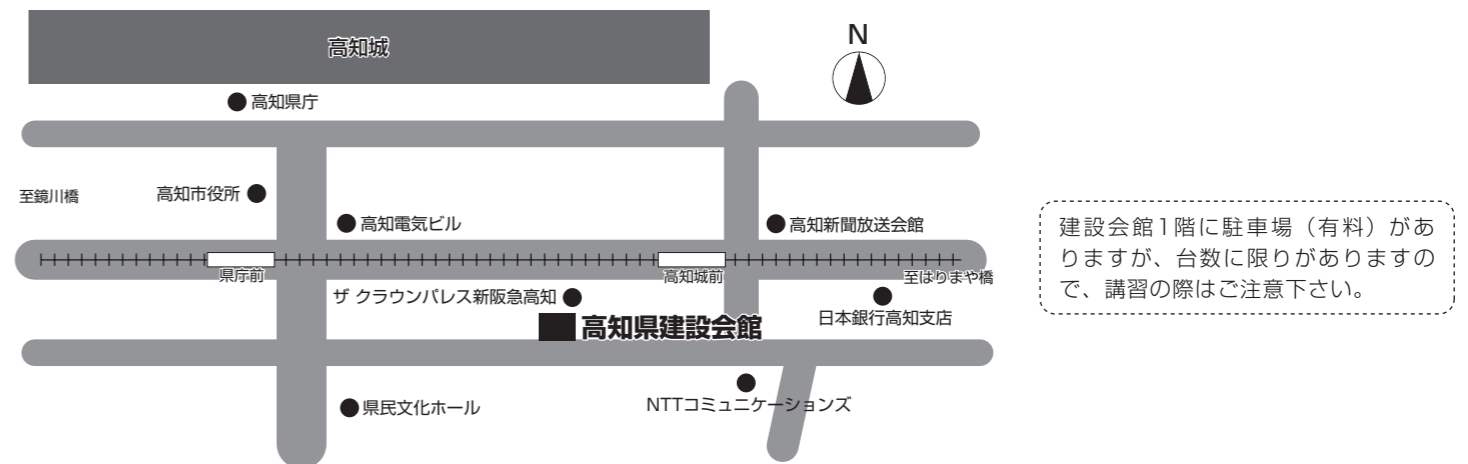 高知城
N
高知県庁
至鏡川橋
高知市役所
高知電気ビル
高知新聞放送会館
県庁前
高知城前
至はりまや橋
ザ クラウンパレス新阪急高知
日本銀行高知支店
高知県建設会館
県民文化ホール
NTTコミュニケーションズ
建設会館1階に駐車場（有料）があ
りますが、台数に限りがありますの
で、講習の際はご注意下さい。